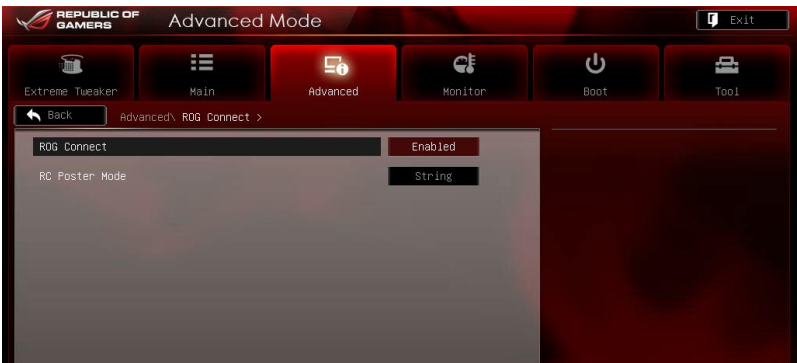 REPUBLIC OF
GAMERS
Advanced Mode
Exit
Extreme Tweaker
Main
Advanced
Monitor
Boot
Tool
Back
Advanced\ ROG Connect >
ROG Connect
Enabled
RC Poster Mode
String